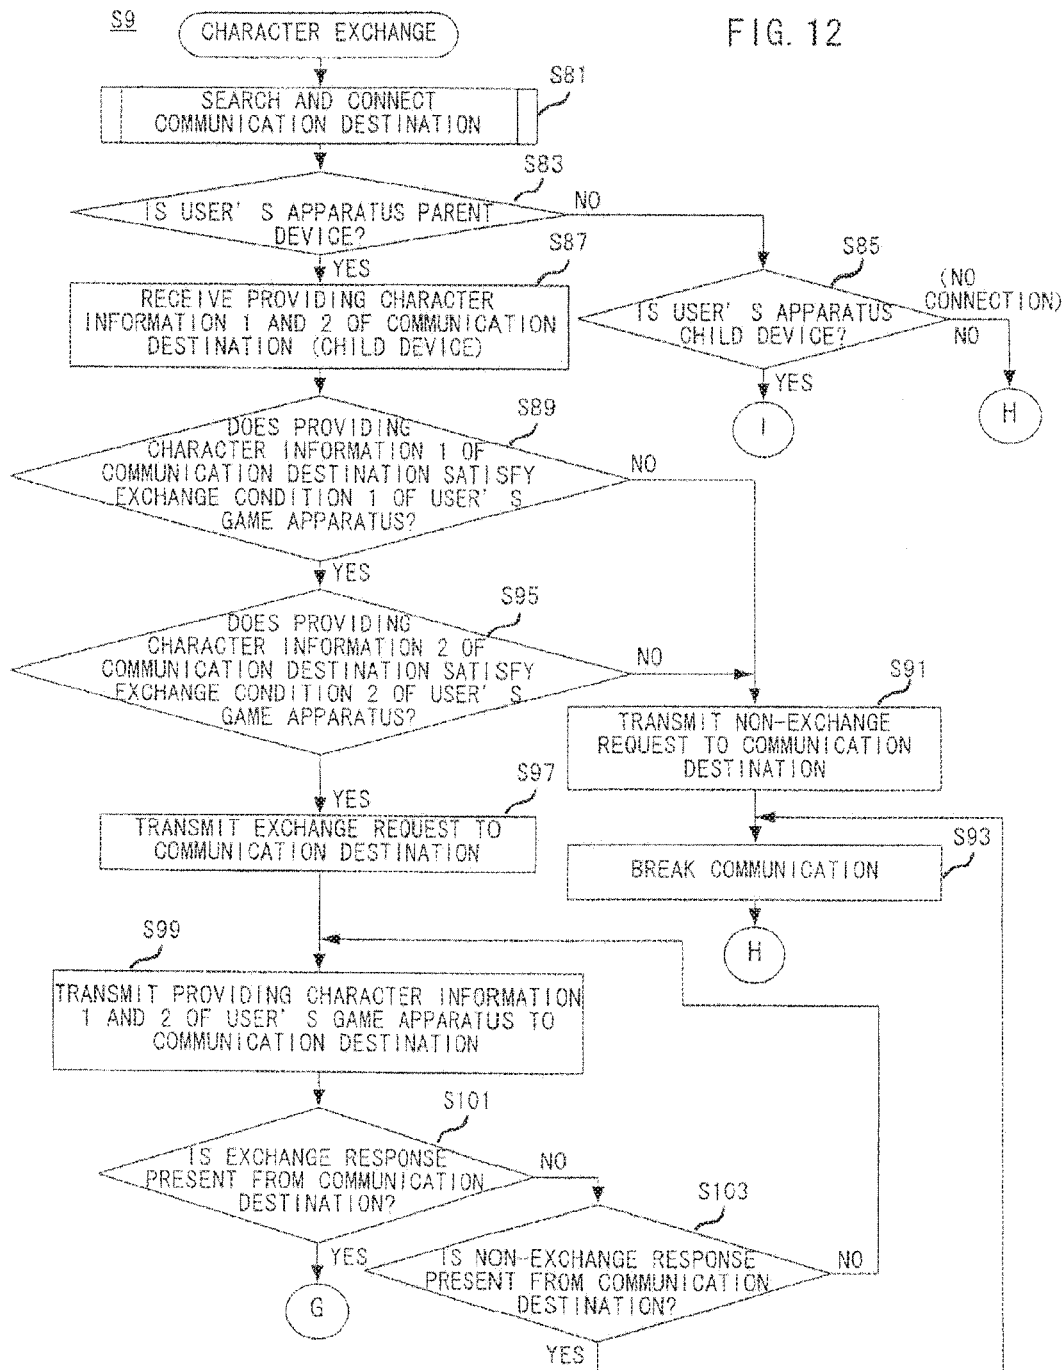 S9
CHARACTER EXCHANGE
FIG. 12
S81
SEARCH AND CONNECT
COMMUNICATION DESTINATION
S83
IS USER'S APPARATUS PARENT
DEVICE?
NO
YES
S87
RECEIVE PROVIDING CHARACTER
INFORMATION 1 AND 2 OF COMMUNICATION
DESTINATION (CHILD DEVICE)
S85
IS USER'S APPARATUS
CHILD DEVICE?
(NO
CONNECTION)
NO
YES
I
H
S89
DOES PROVIDING
CHARACTER INFORMATION 1 OF
COMMUNICATION DESTINATION SATISFY
EXCHANGE CONDITION 1 OF USER'S
GAME APPARATUS?
NO
YES
S95
DOES PROVIDING
CHARACTER INFORMATION 2 OF
COMMUNICATION DESTINATION SATISFY
EXCHANGE CONDITION 2 OF USER'S
GAME APPARATUS?
NO
YES
S91
TRANSMIT NON-EXCHANGE
REQUEST TO COMMUNICATION
DESTINATION
S97
TRANSMIT EXCHANGE REQUEST TO
COMMUNICATION DESTINATION
S93
BREAK COMMUNICATION
H
S99
TRANSMIT PROVIDING CHARACTER INFORMATION
1 AND 2 OF USER'S GAME APPARATUS TO
COMMUNICATION DESTINATION
S101
IS EXCHANGE RESPONSE
PRESENT FROM COMMUNICATION
DESTINATION?
NO
YES
G
S103
IS NON-EXCHANGE RESPONSE
PRESENT FROM COMMUNICATION
DESTINATION?
NO
YES